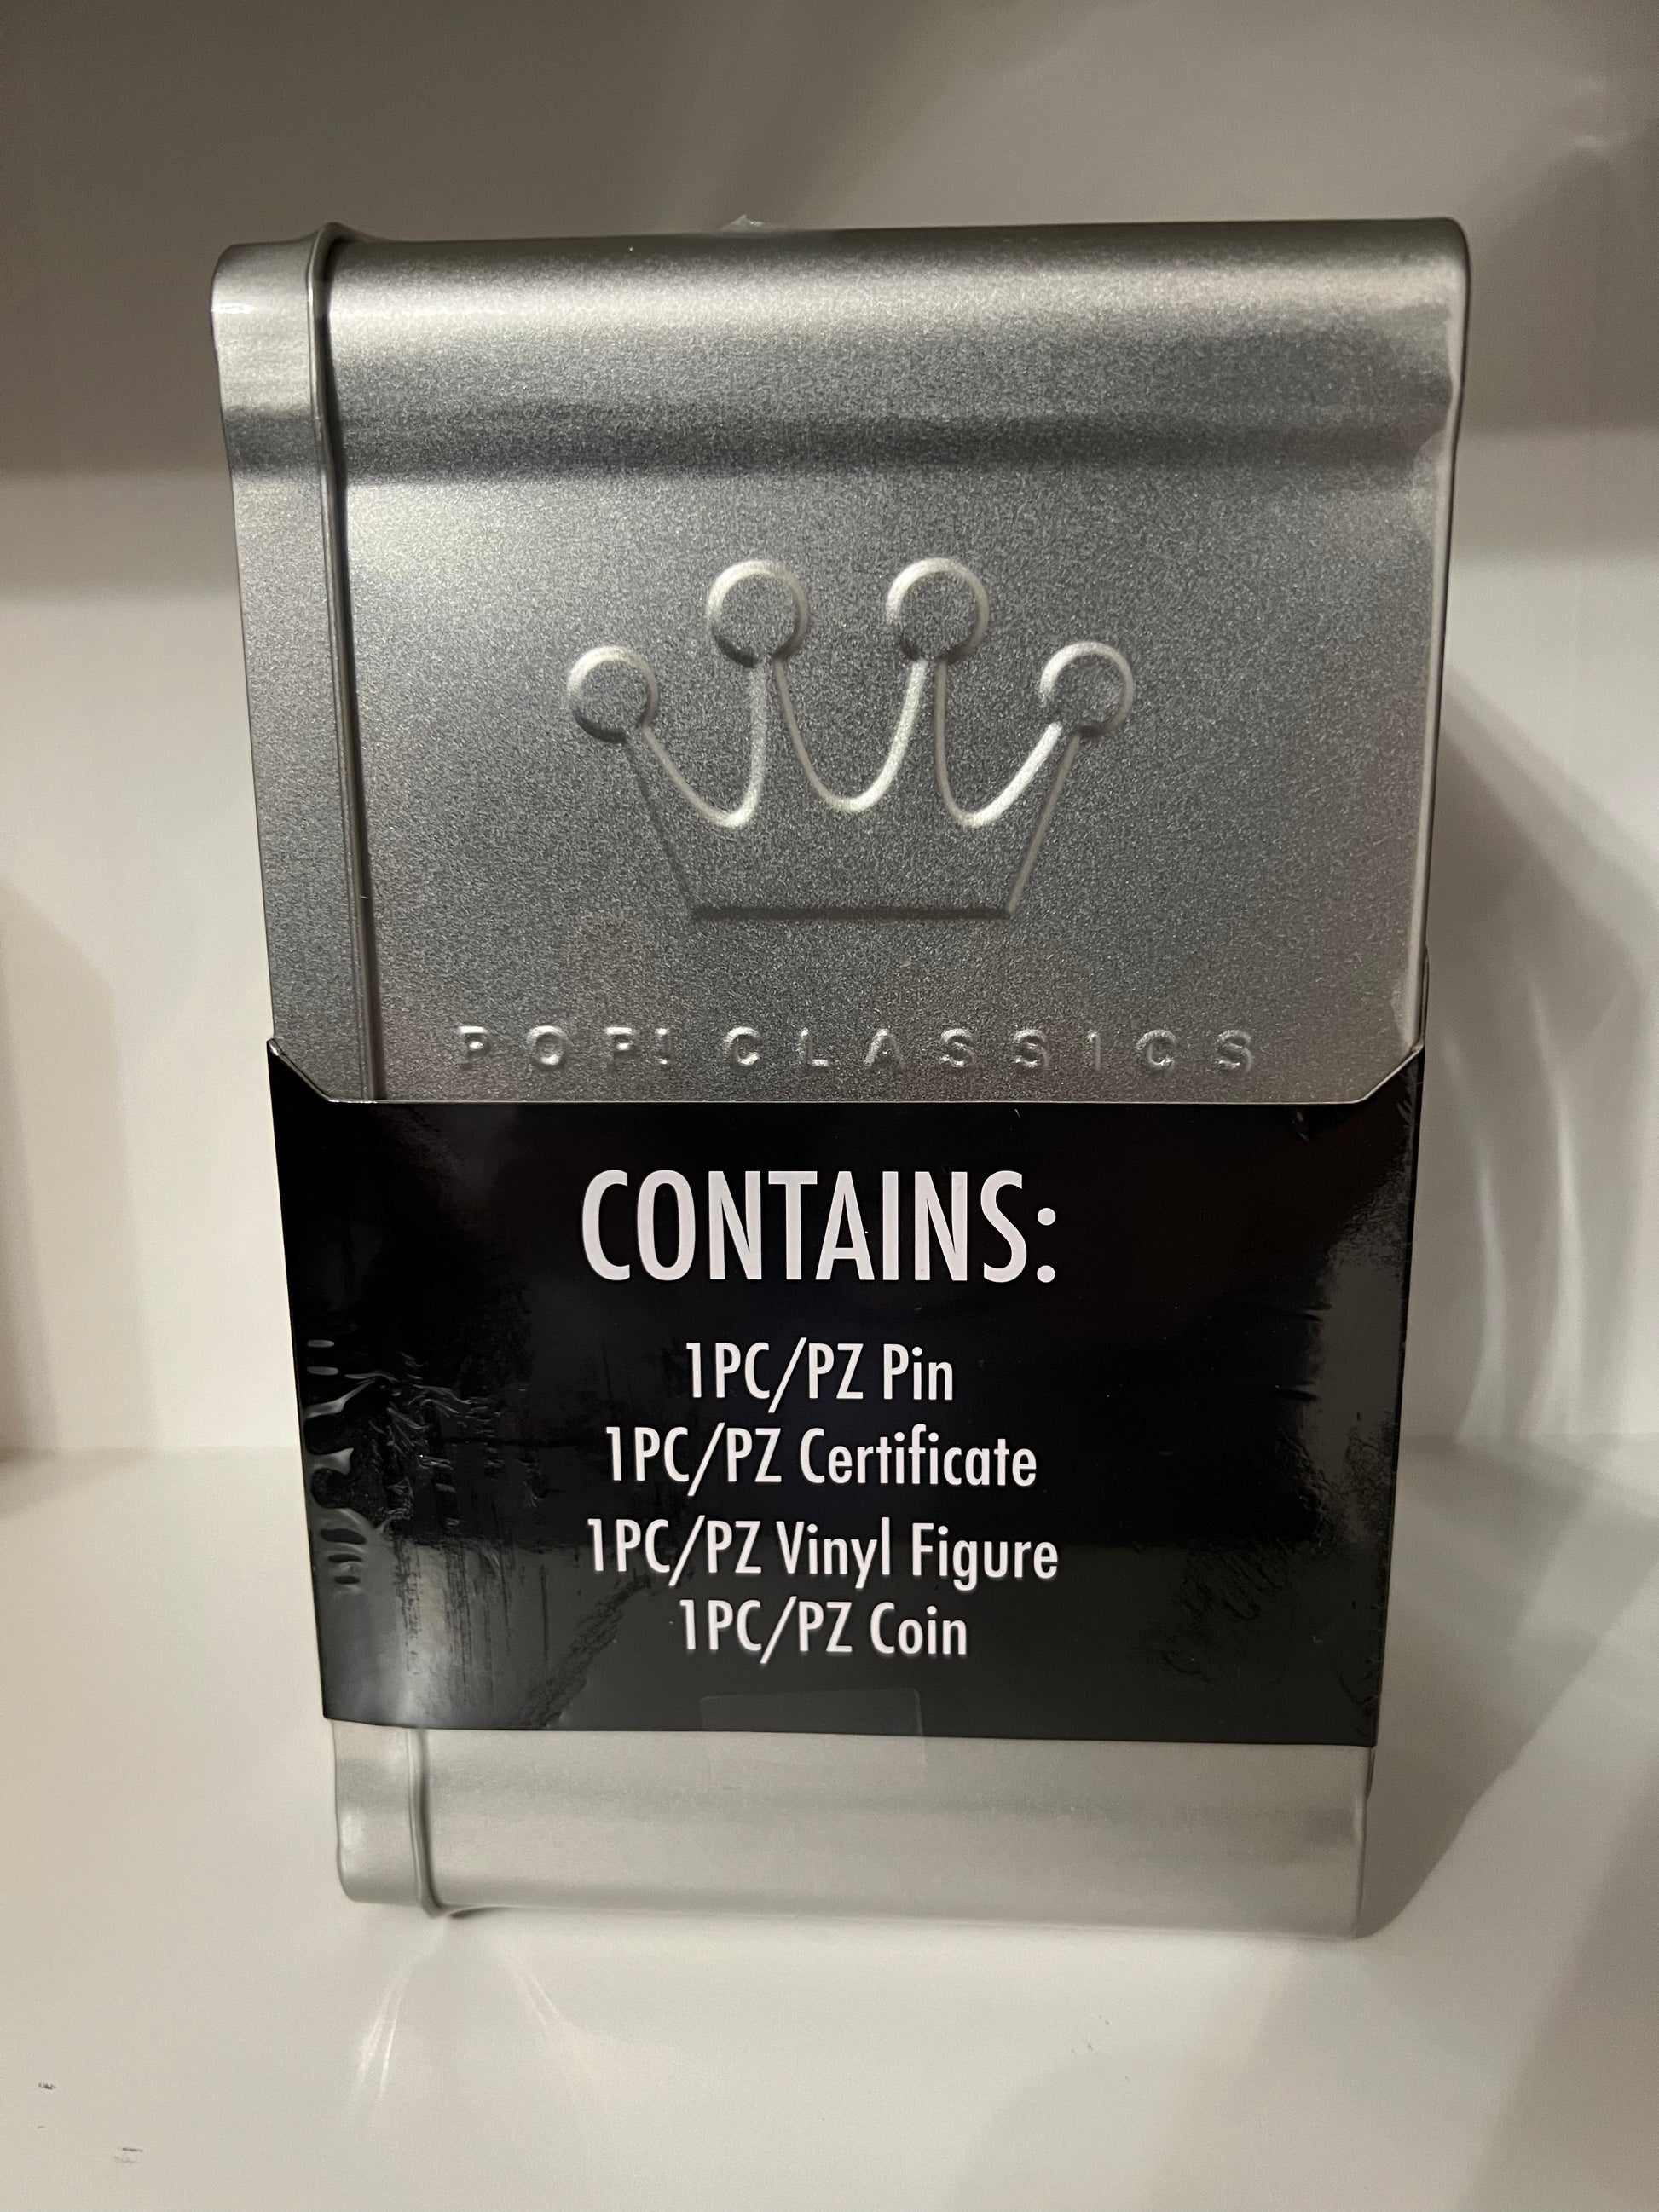 POP! CLASSICS
CONTAINS:
1PC/PZ Pin
1PC/PZ Certificate
1PC/PZ Vinyl Figure
1PC/PZ Coin